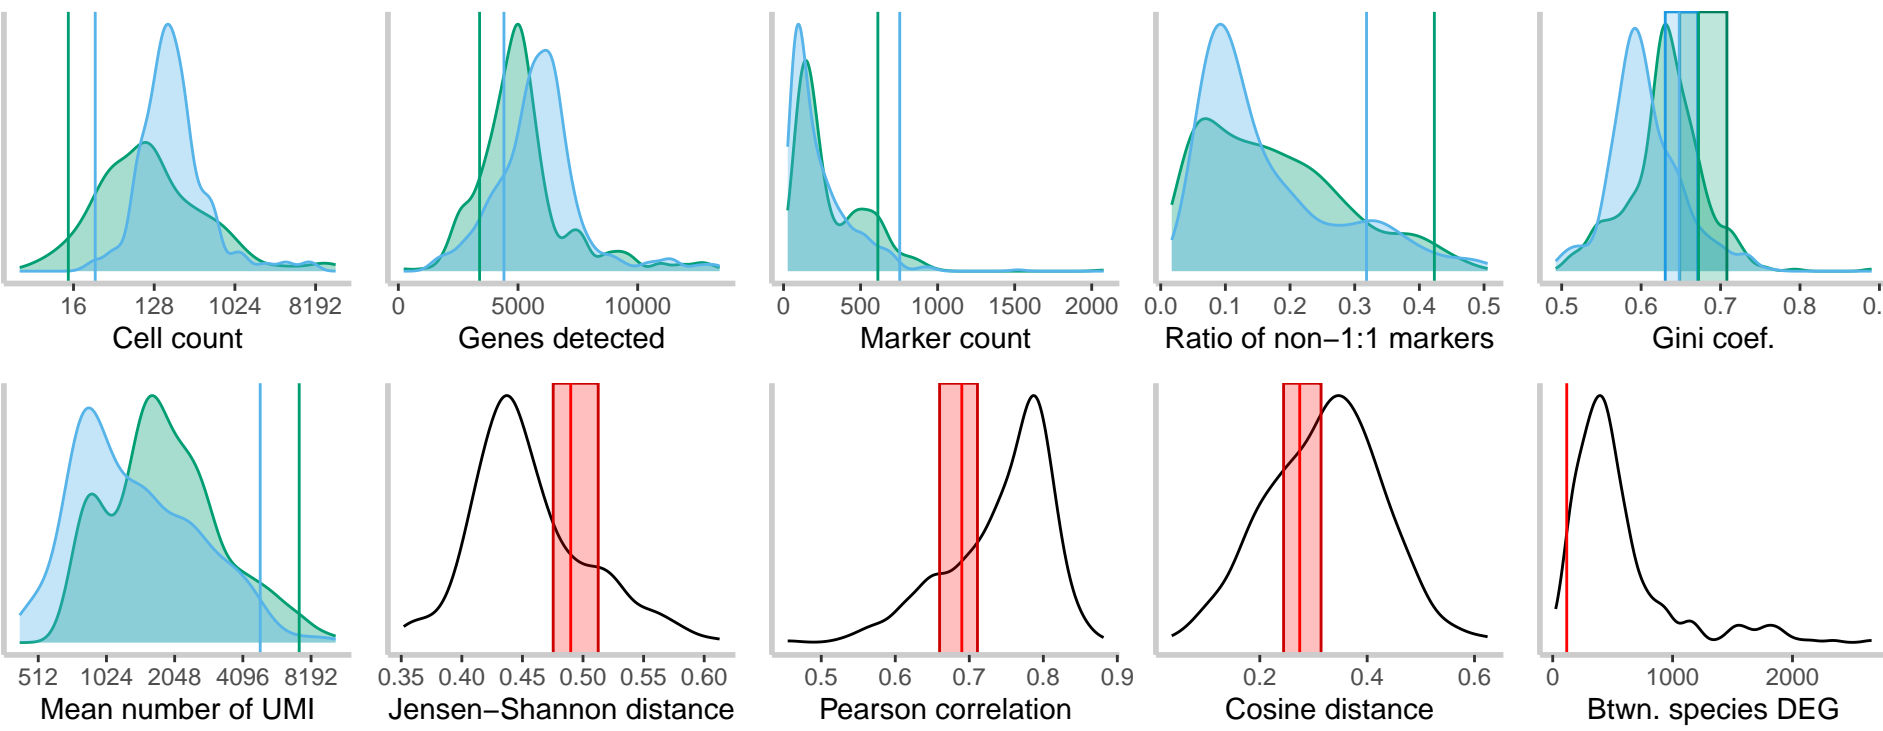 16 128 1024 8192
Cell count
0 5000 10000
Genes detected
0 500 1000 1500 2000
Marker count
0.0 0.1 0.2 0.3 0.4 0.5
Ratio of non−1:1 markers
0.5 0.6 0.7 0.8 0.
Gini coef.
512 1024 2048 4096 8192
Mean number of UMI
0.35 0.40 0.45 0.50 0.55 0.60
Jensen−Shannon distance
0.5 0.6 0.7 0.8 0.9
Pearson correlation
0.2 0.4 0.6
Cosine distance
0 1000 2000
Btwn. species DEG